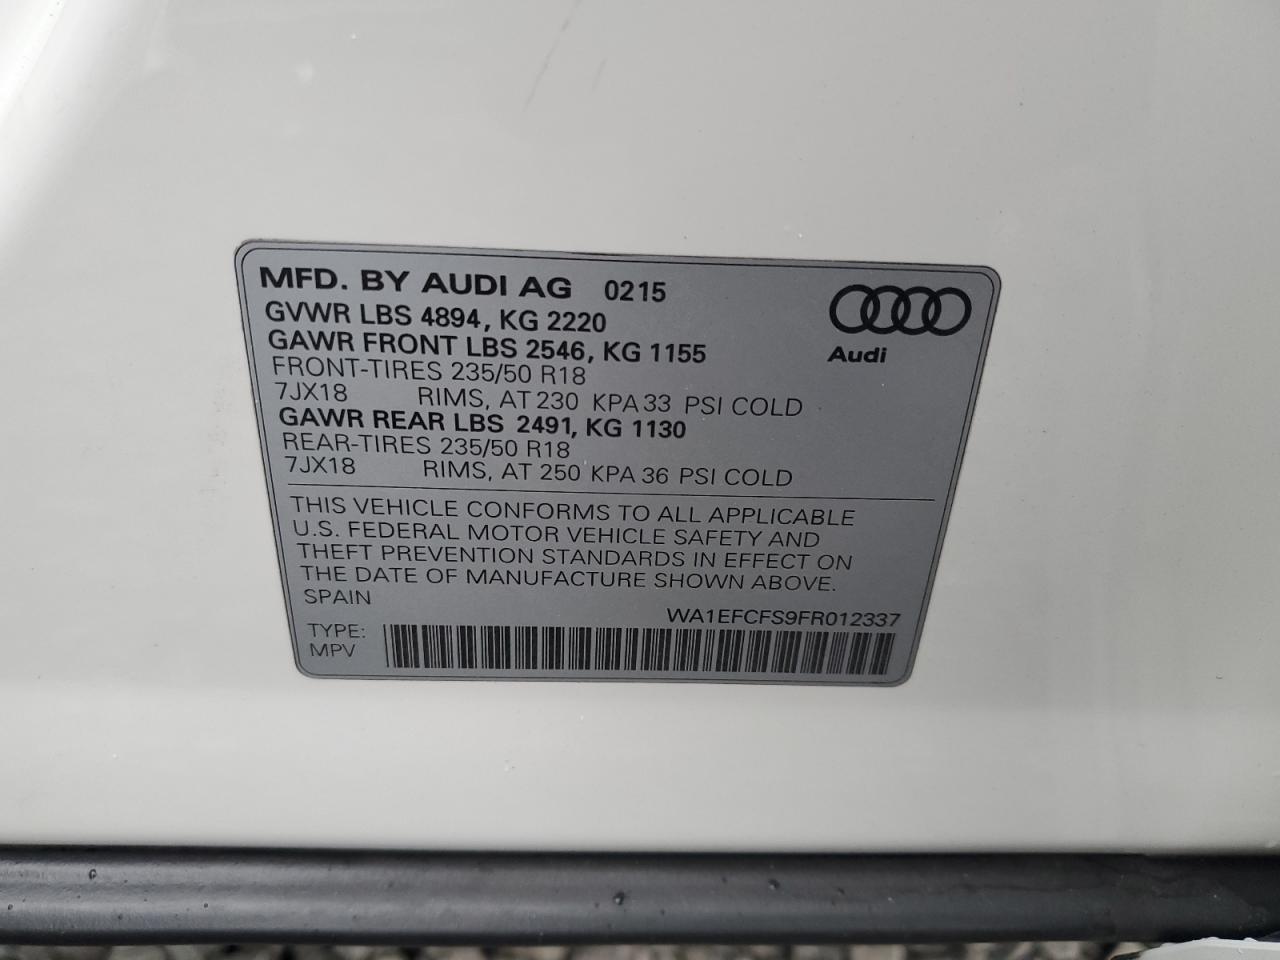 MFD. BY AUDI AG 0215
GVWR LBS 4894, KG 2220
GAWR FRONT LBS 2546, KG 1155
FRONT-TIRES 235/50 R18
7JX18 RIMS, AT 230 KPA 33 PSI COLD
GAWR REAR LBS 2491, KG 1130
REAR-TIRES 235/50 R18
7JX18 RIMS, AT 250 KPA 36 PSI COLD
Audi
THIS VEHICLE CONFORMS TO ALL APPLICABLE
U.S. FEDERAL MOTOR VEHICLE SAFETY AND
THEFT PREVENTION STANDARDS IN EFFECT ON
THE DATE OF MANUFACTURE SHOWN ABOVE.
SPAIN
WA1EFCFS9FR012337
TYPE:
MPV